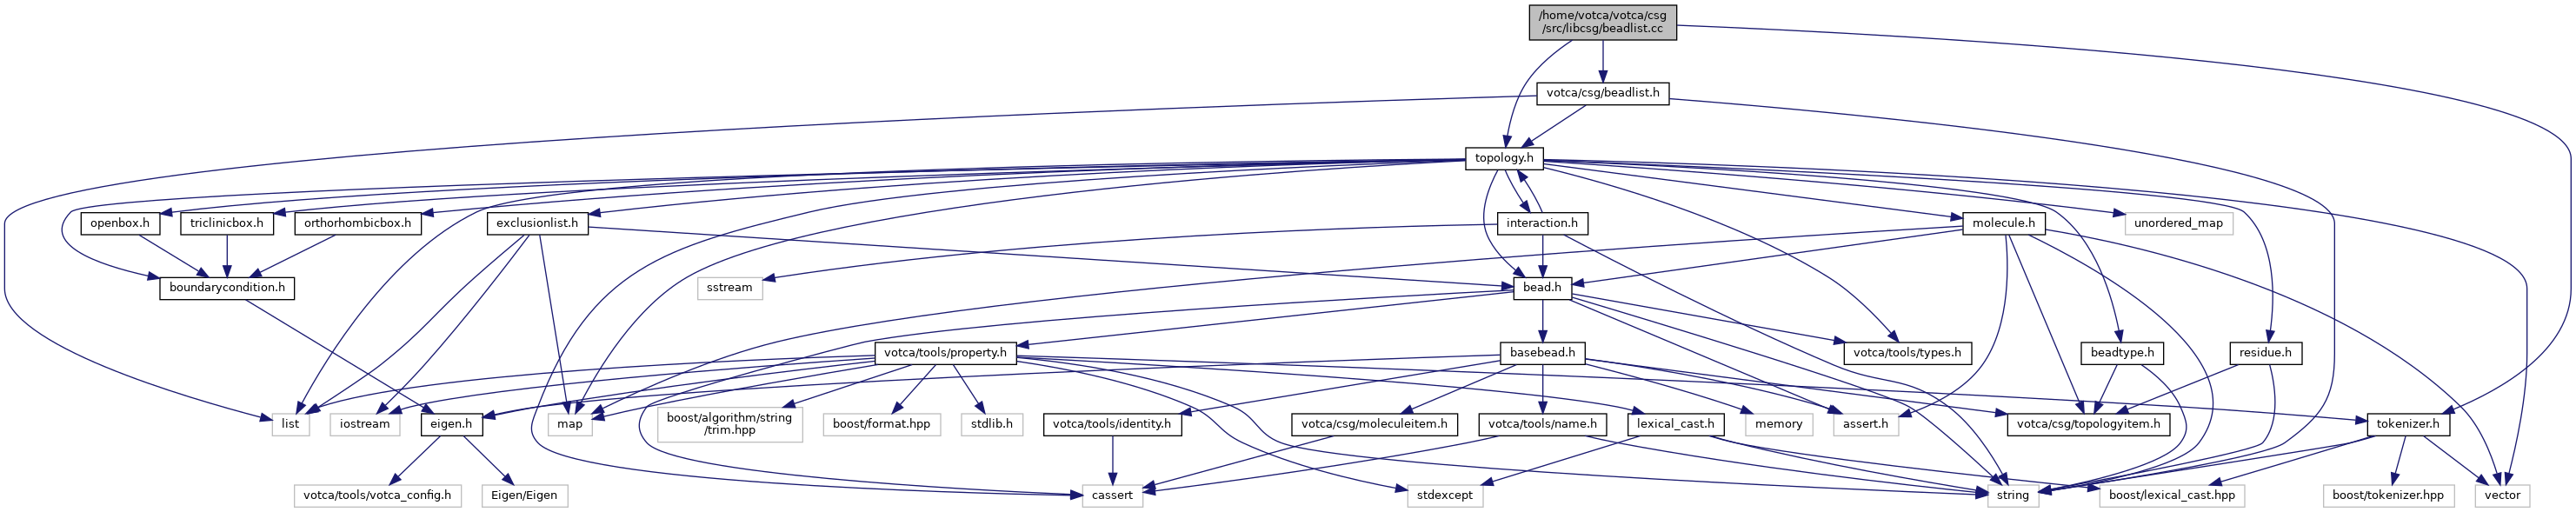 /home/votca/votca/csg
/src/libcsg/beadlist.cc
votca/csg/beadlist.h
topology.h
openbox.h
triclinicbox.h
orthorhombicbox.h
exclusionlist.h
interaction.h
molecule.h
unordered_map
boundarycondition.h
sstream
bead.h
votca/tools/property.h
basebead.h
votca/tools/types.h
beadtype.h
residue.h
list
iostream
eigen.h
map
boost/algorithm/string
/trim.hpp
boost/format.hpp
stdlib.h
votca/tools/identity.h
votca/csg/moleculeitem.h
votca/tools/name.h
lexical_cast.h
memory
assert.h
votca/csg/topologyitem.h
tokenizer.h
votca/tools/votca_config.h
Eigen/Eigen
cassert
stdexcept
string
boost/lexical_cast.hpp
boost/tokenizer.hpp
vector